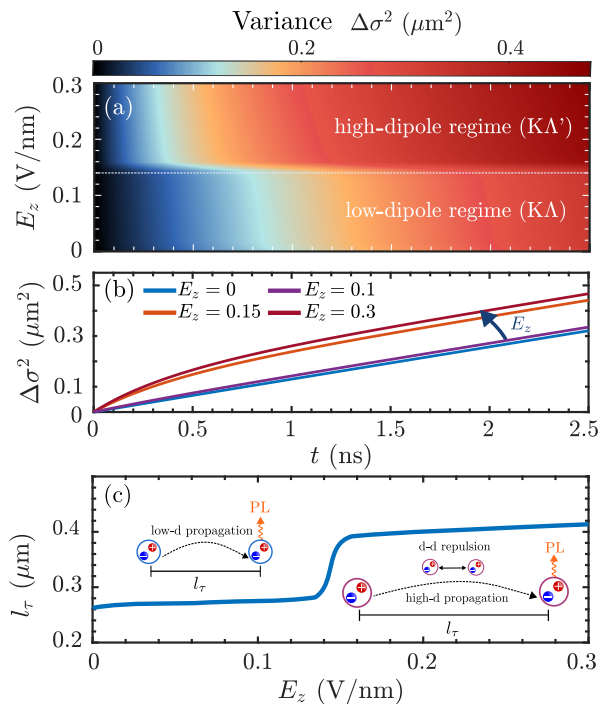 Variance Δσ² (μm²)
0 0.2 0.4
(a)
high-dipole regime (KΛ')
low-dipole regime (KΛ)
E_z (V/nm)
0.3
0.2
0.1
0
(b)
E_z = 0 E_z = 0.1
E_z = 0.15 E_z = 0.3
E_z
Δσ² (μm²)
0.5
0.3
0.1
0
0 0.5 1 1.5 2 2.5
t (ns)
(c)
PL
low-d propagation
l_τ
d-d repulsion
PL
high-d propagation
l_τ
l_τ (μm)
0.4
0.3
0.2
0 0.1 0.2 0.3
E_z (V/nm)